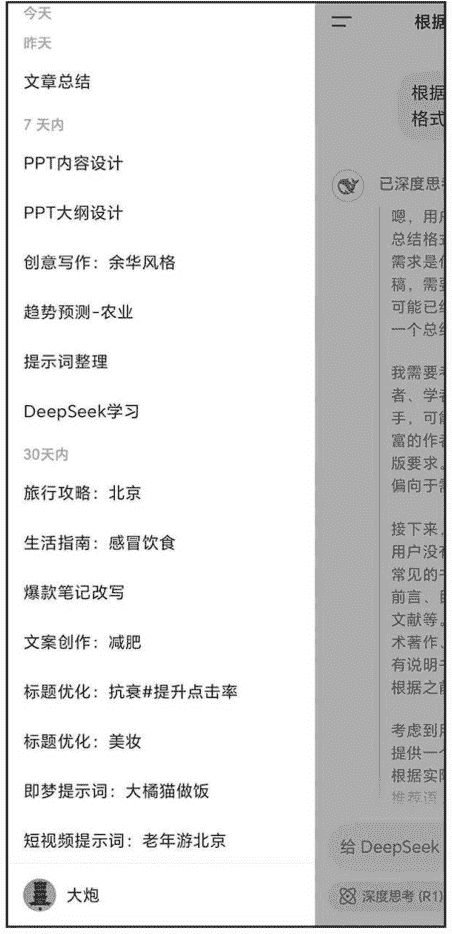 今天
昨天
文章总结
7 天内
PPT内容设计
PPT大纲设计
创意写作：余华风格
趋势预测-农业
提示词整理
DeepSeek学习
30天内
旅行攻略：北京
生活指南：感冒饮食
爆款笔记改写
文案创作：减肥
标题优化：抗衰#提升点击率
标题优化：美妆
即梦提示词：大橘猫做饭
短视频提示词：老年游北京
大炮
根据
根据
格式
已深度思
嗯，用户
总结格式
需求是
稿，需要
可能已经
一个总结
我需要考
者、学者
手，可能
富的作者
版要求。
偏向于需
接下来，
用户没有
常见的
前言、目
文献等。
术著作、
有说明
根据之前
考虑到用
提供一个
根据实际
推荐语
给 DeepSeek
深度思考 (R1)